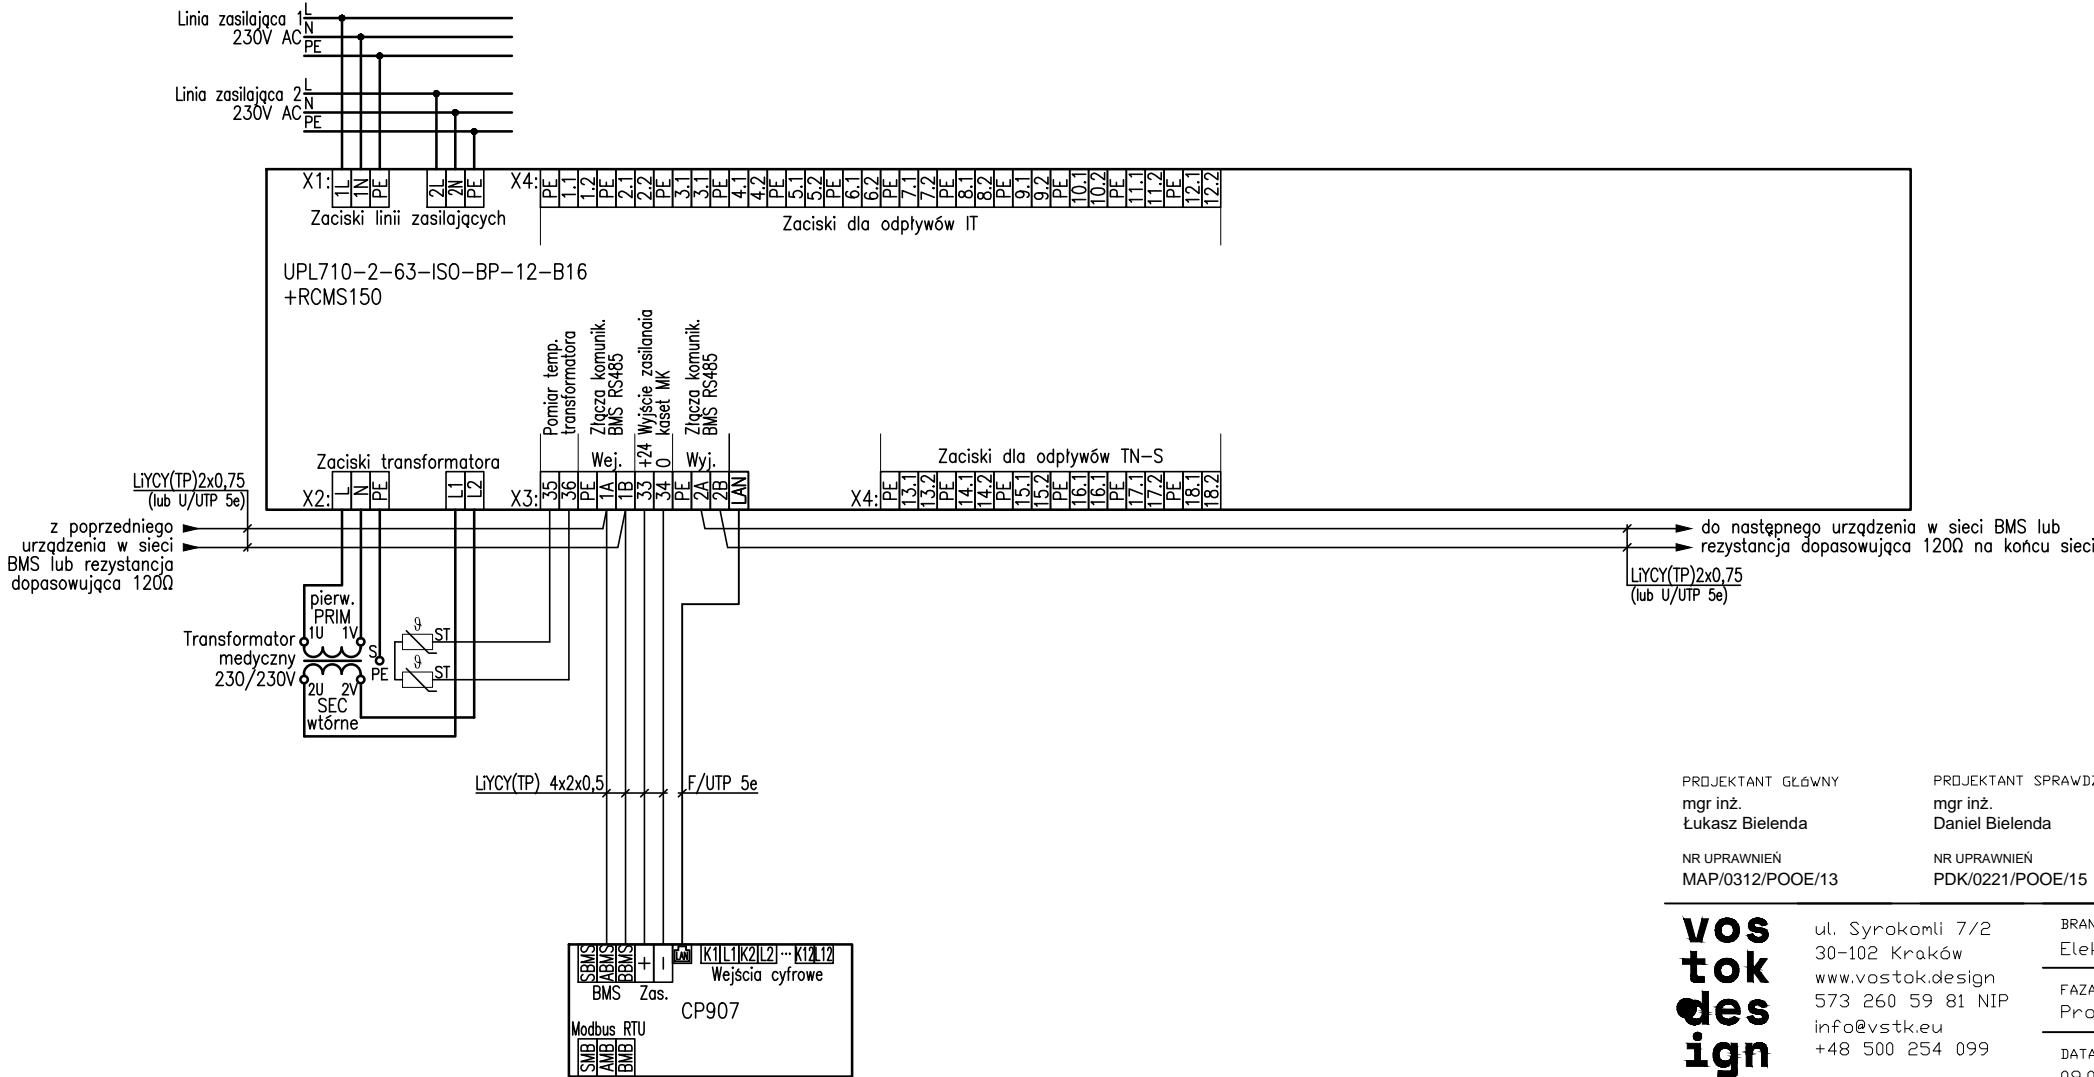 Linia zasilająca 1
230V AC
L
N
PE
Linia zasilająca 2
230V AC
L
N
PE
X1: 1L 1N PE 2L 2N PE
Zaciski linii zasilających
X4: PE 1.1 1.2 PE 2.1 2.2 PE 3.1 3.1 PE 4.1 4.2 PE 5.1 5.2 PE 6.1 6.2 PE 7.1 7.2 PE 8.1 8.2 PE 9.1 9.2 PE 10.1 10.2 PE 11.1 11.2 PE 12.1 12.2
Zaciski dla odpływów IT
UPL710-2-63-ISO-BP-12-B16
+RCMS150
Pomiar temp.
transformatora
Złącza komunik.
BMS RS485
Wej.
Wyjście zasilanaia
kaset MK
+24
0
Złącza komunik.
BMS RS485
Wyj.
Zaciski transformatora
X2: L N PE L1 L2
X3: 35 36 PE 1A 1B 33 34 PE 2A 2B LAN
Zaciski dla odpływów TN-S
X4: PE 13.1 13.2 PE 14.1 14.2 PE 15.1 15.2 PE 16.1 16.1 PE 17.1 17.2 PE 18.1 18.2
LiYCY(TP)2x0,75
(lub U/UTP 5e)
z poprzedniego
urządzenia w sieci
BMS lub rezystancja
dopasowująca 120Ω
do następnego urządzenia w sieci BMS lub
rezystancja dopasowująca 120Ω na końcu sieci
LiYCY(TP)2x0,75
(lub U/UTP 5e)
pierw.
PRIM
1U 1V
Transformator
medyczny
230/230V
S
PE
2U 2V
SEC
wtórne
ϑ
ST
ϑ
ST
LiYCY(TP) 4x2x0,5
F/UTP 5e
SBMS ABMS BBMS + - LAN K1 L1 K2 L2 ... K12 L12
BMS Zas.
Wejścia cyfrowe
CP907
Modbus RTU
SMB AMB BMB
PROJEKTANT GŁÓWNY
mgr inż.
Łukasz Bielenda
NR UPRAWNIEŃ
MAP/0312/POOE/13
PROJEKTANT SPRAWDZ
mgr inż.
Daniel Bielenda
NR UPRAWNIEŃ
PDK/0221/POOE/15
vos
tok
des
ign
ul. Syrokomli 7/2
30-102 Kraków
www.vostok.design
573 260 59 81 NIP
info@vstk.eu
+48 500 254 099
BRAN
Elek
FAZA
Pro
DATA